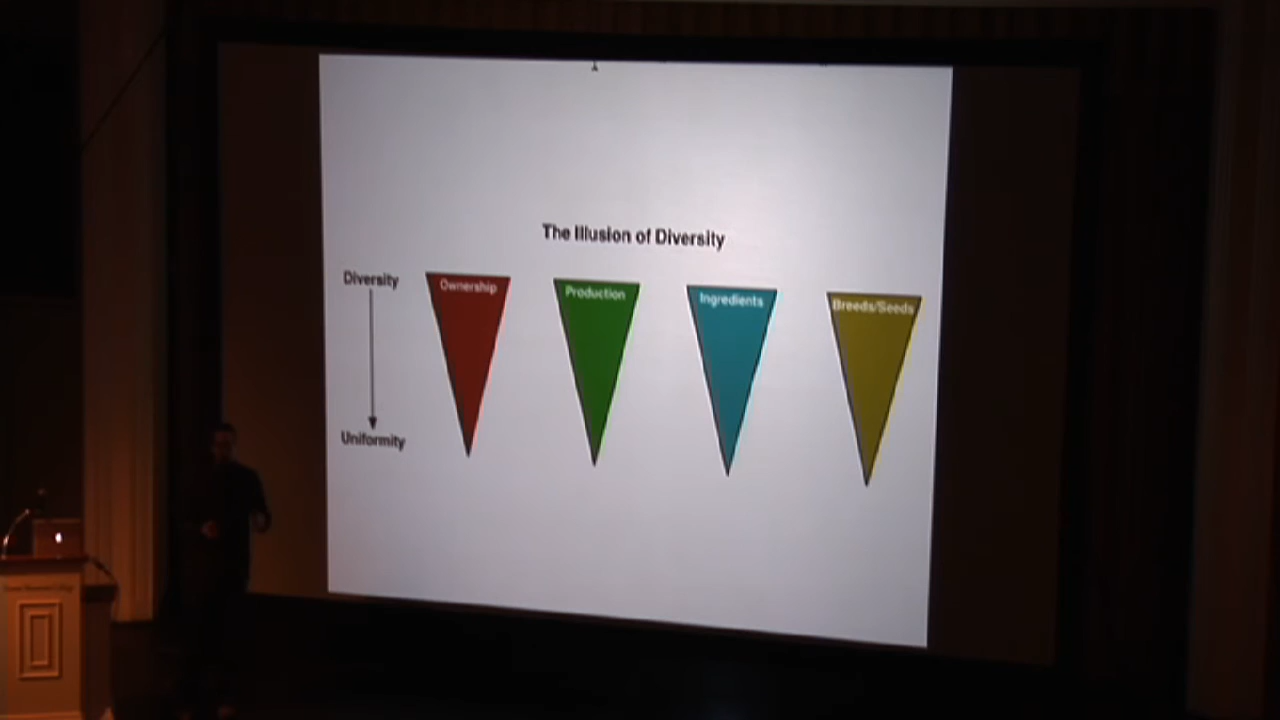 The Illusion of Diversity
Diversity
Ownership
Production
Ingredients
Breeds/Seeds
Uniformity